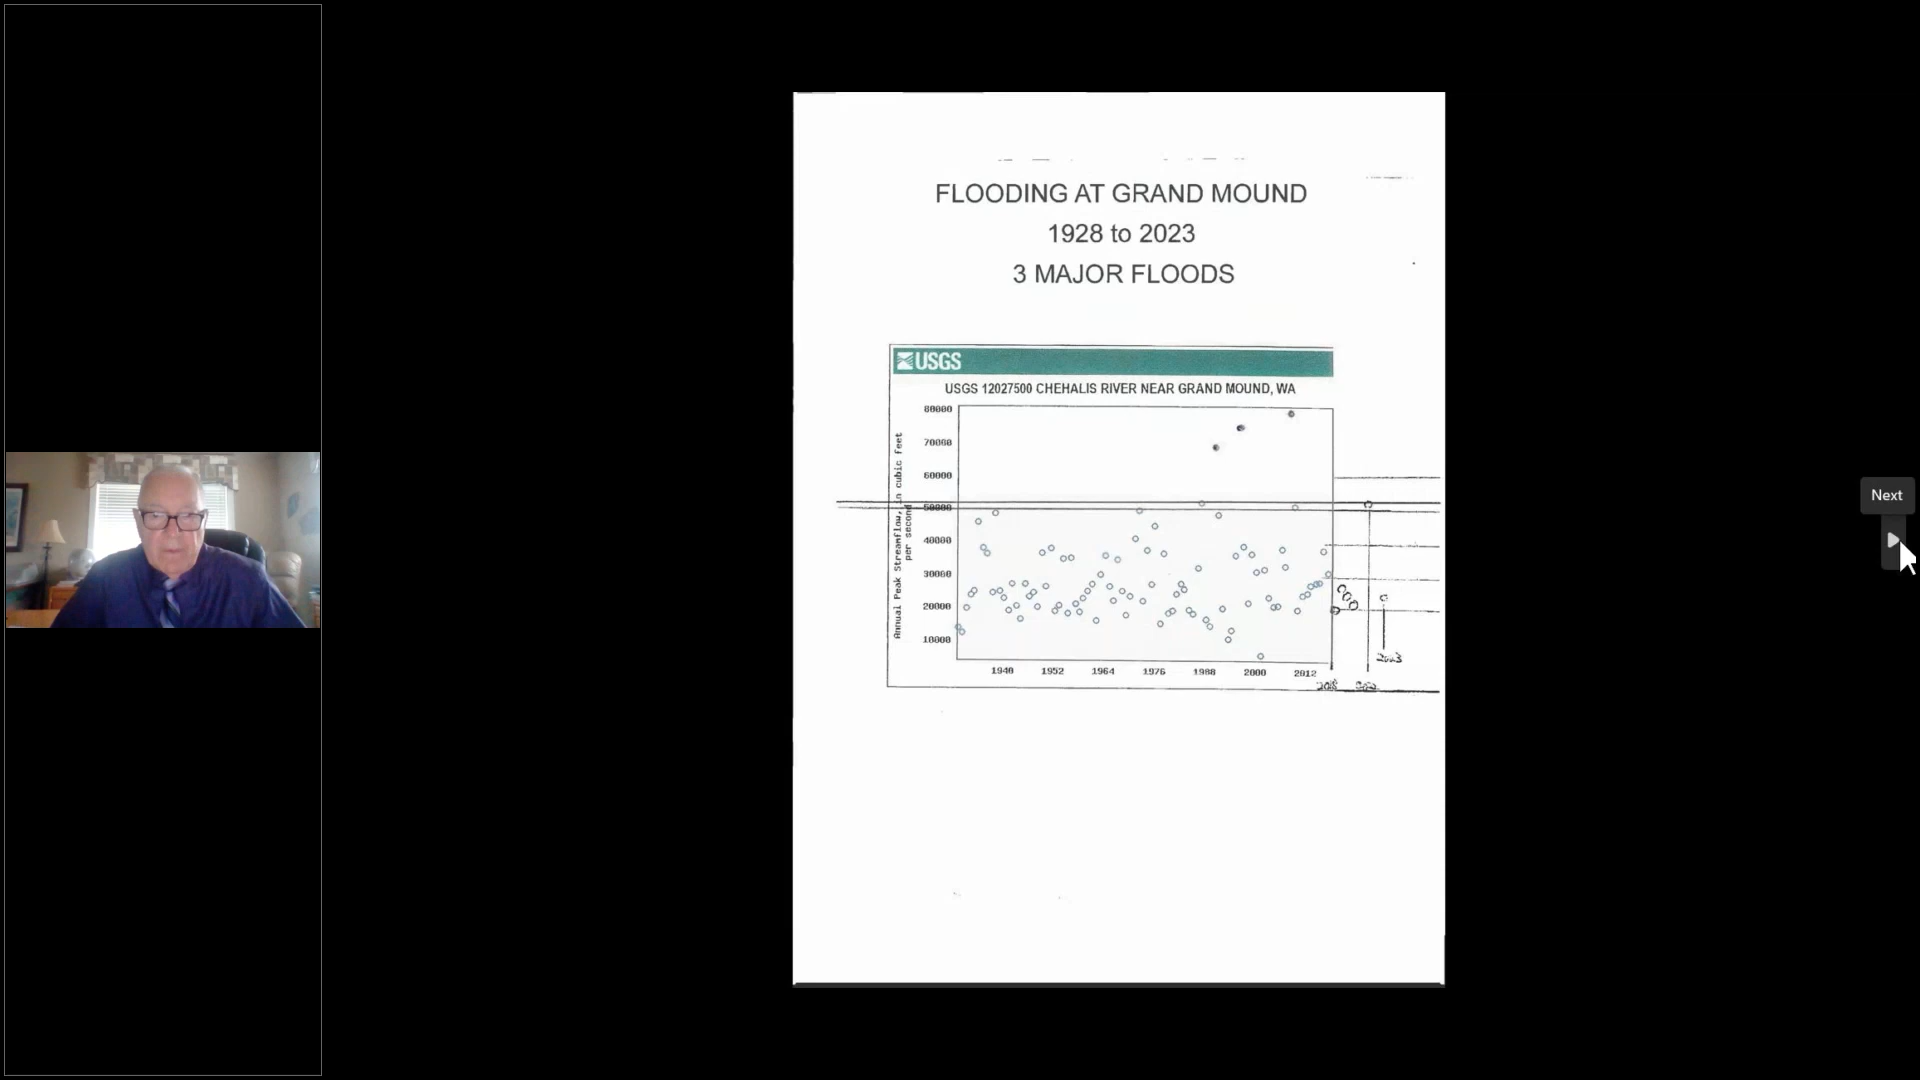 FLOODING AT GRAND MOUND
1928 to 2023
3 MAJOR FLOODS
USGS
USGS 12027500 CHEHALIS RIVER NEAR GRAND MOUND, WA
Annual Peak Streamflow, in cubic feet
per second
80000
70000
60000
50000
40000
30000
20000
10000
1940 1952 1964 1976 1988 2000 2012
2023
2018
Next